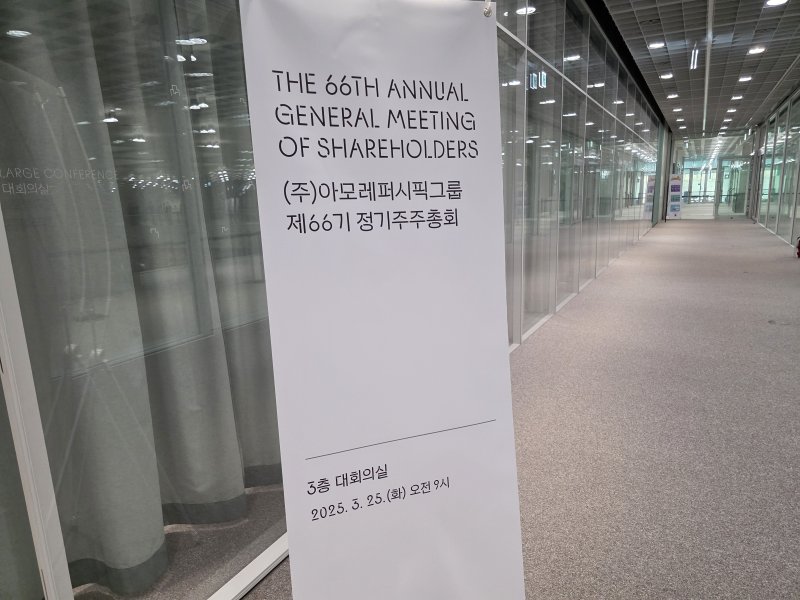 THE 66TH ANNUAL
GENERAL MEETING
OF SHAREHOLDERS
(주)아모레퍼시픽그룹
제66기 정기주주총회
3층 대회의실
2025. 3. 25.(화) 오전 9시
LARGE CONFERENCE
대회의실